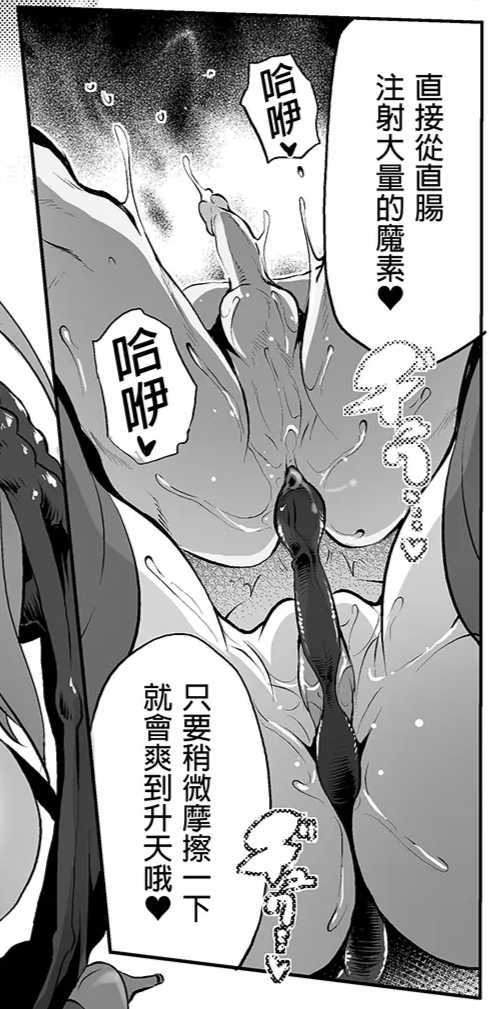 直接從直腸
注射大量的魔素♥
哈咿♥
哈咿♥
只要稍微摩擦一下
就會爽到升天哦♥